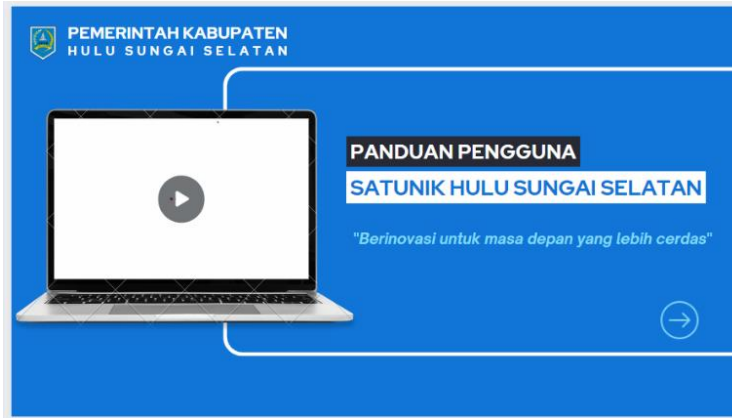 PEMERINTAH KABUPATEN
HULU SUNGAI SELATAN
PANDUAN PENGGUNA
SATUNIK HULU SUNGAI SELATAN
"Berinovasi untuk masa depan yang lebih cerdas"